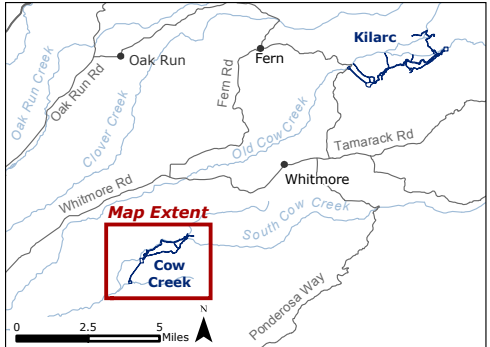 Kilarc
Oak Run
Fern
Oak Run Creek
Oak Run Rd
Clover Creek
Fern Rd
Old Cow Creek
Tamarack Rd
Whitmore
Whitmore Rd
Map Extent
South Cow Creek
Cow
Creek
Ponderosa Way
N
0 2.5 5
Miles